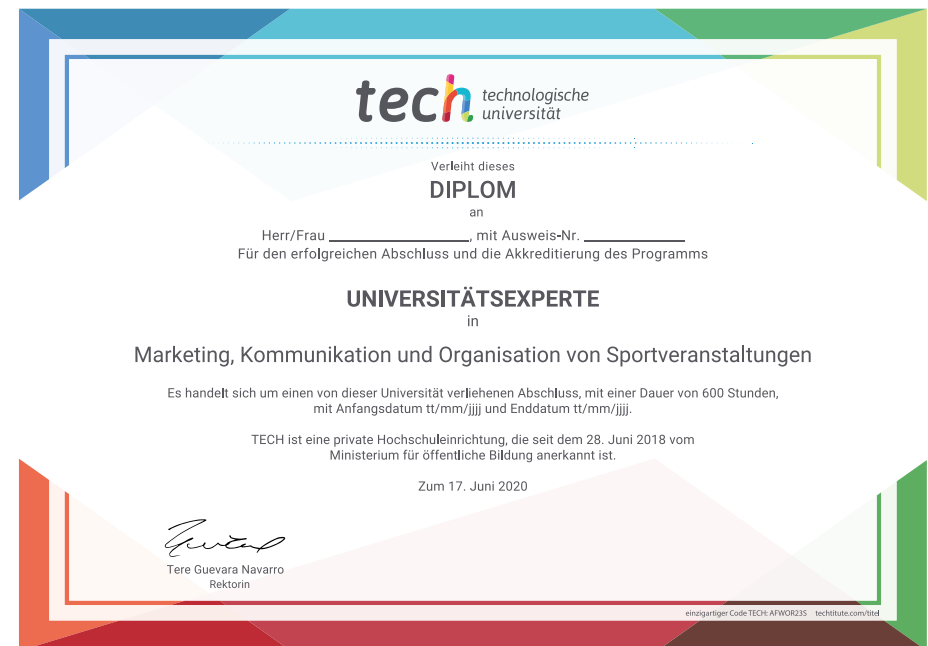 tech technologische
universität
Verleiht dieses
DIPLOM
an
Herr/Frau ____________________, mit Ausweis-Nr. ______________
Für den erfolgreichen Abschluss und die Akkreditierung des Programms
UNIVERSITÄTSEXPERTE
in
Marketing, Kommunikation und Organisation von Sportveranstaltungen
Es handelt sich um einen von dieser Universität verliehenen Abschluss, mit einer Dauer von 600 Stunden,
mit Anfangsdatum tt/mm/jjjj und Enddatum tt/mm/jjjj.
TECH ist eine private Hochschuleinrichtung, die seit dem 28. Juni 2018 vom
Ministerium für öffentliche Bildung anerkannt ist.
Zum 17. Juni 2020
Tere Guevara Navarro
Rektorin
einzigartiger Code TECH: AFWOR23S techtitute.com/titel